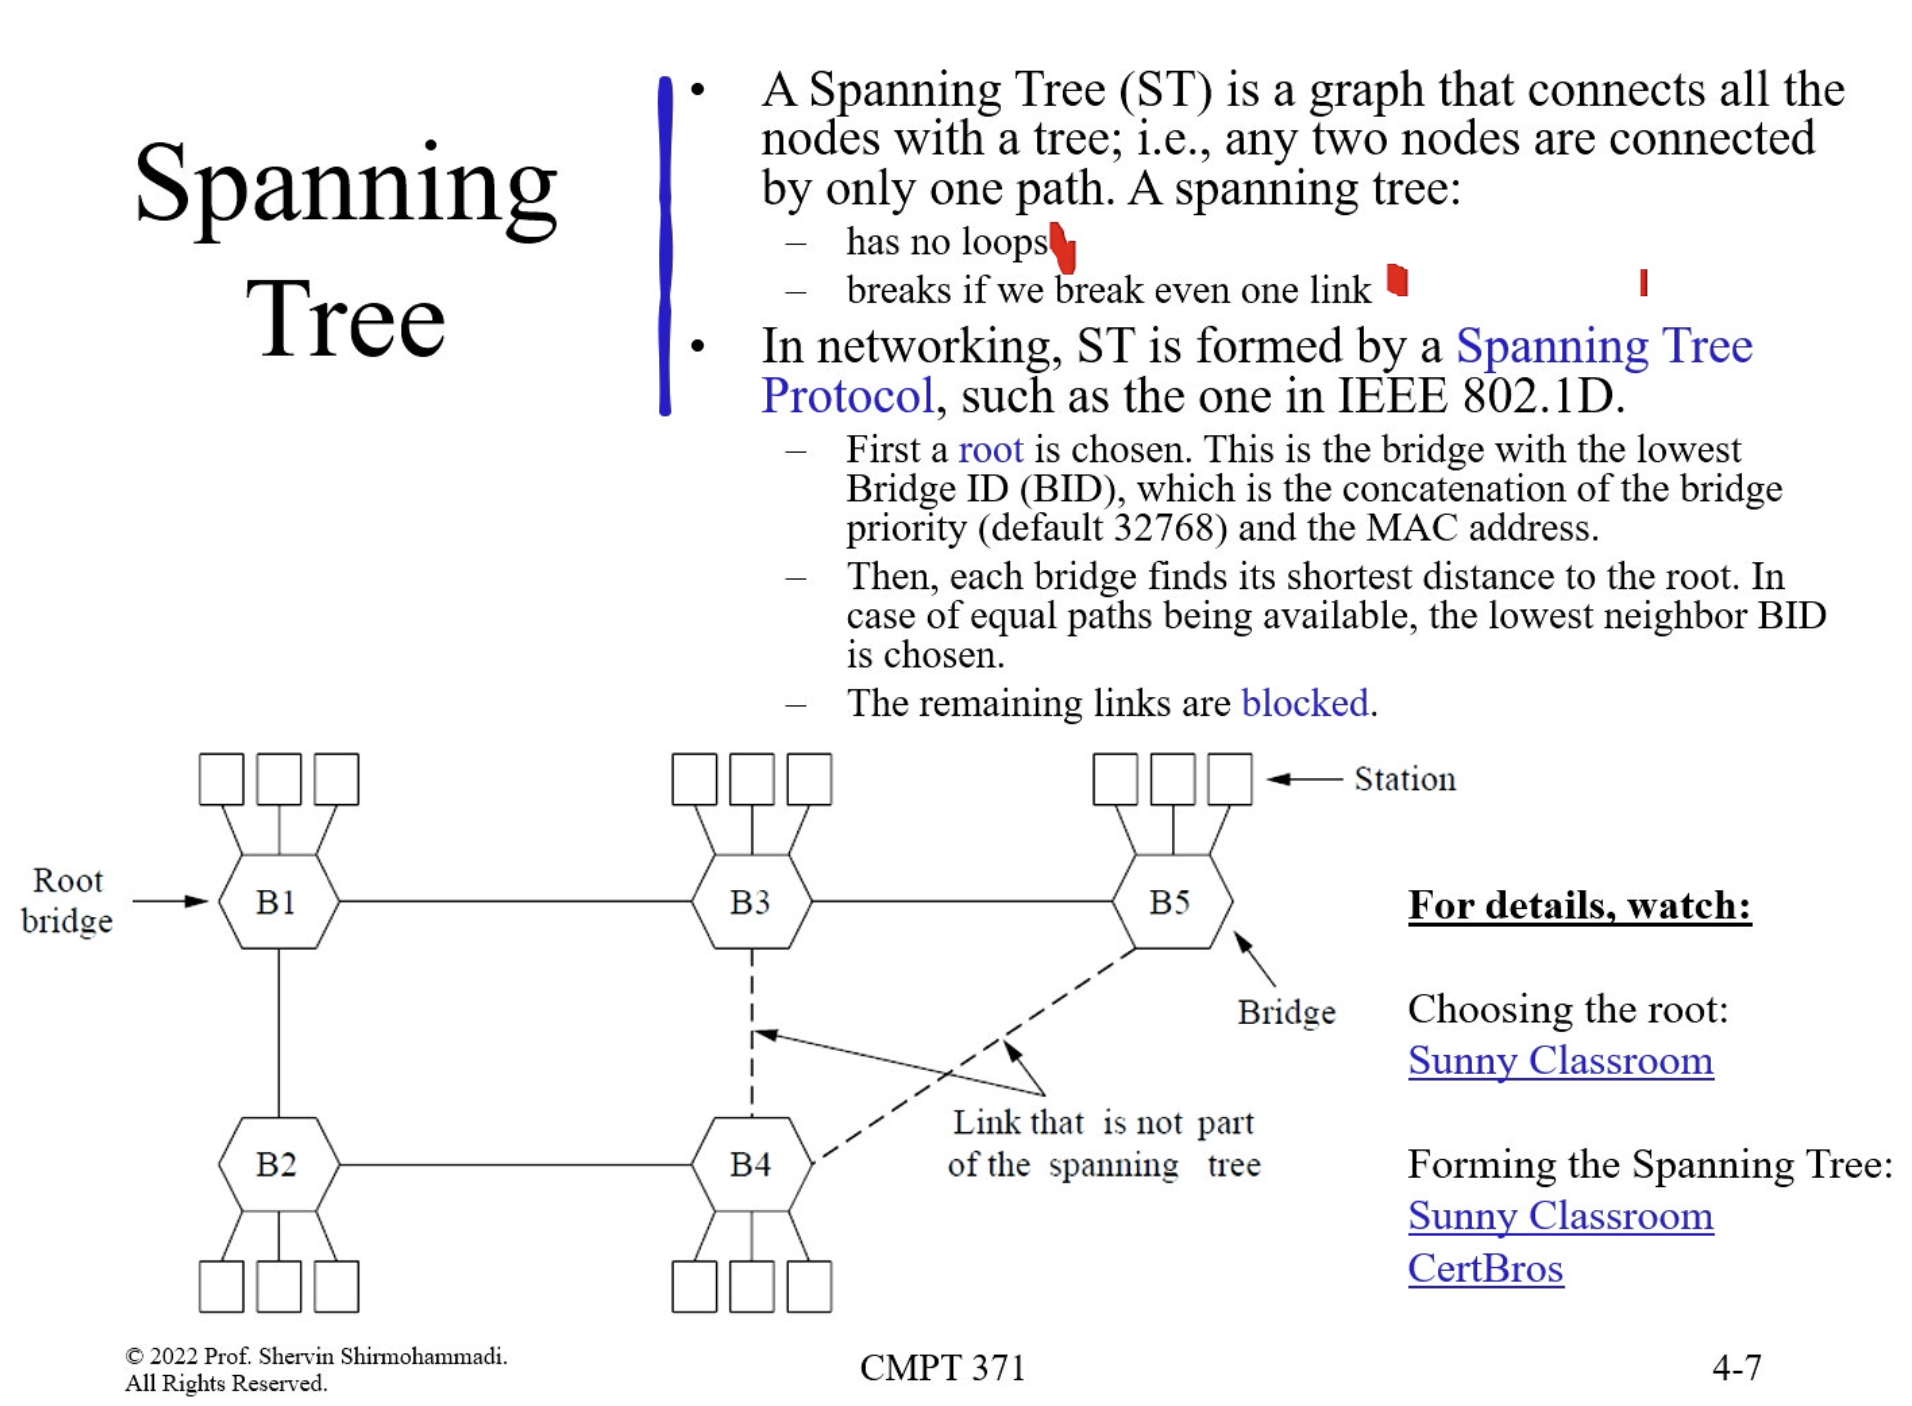 Spanning
Tree
• A Spanning Tree (ST) is a graph that connects all the
nodes with a tree; i.e., any two nodes are connected
by only one path. A spanning tree:
– has no loops
– breaks if we break even one link
• In networking, ST is formed by a Spanning Tree
Protocol, such as the one in IEEE 802.1D.
– First a root is chosen. This is the bridge with the lowest
Bridge ID (BID), which is the concatenation of the bridge
priority (default 32768) and the MAC address.
– Then, each bridge finds its shortest distance to the root. In
case of equal paths being available, the lowest neighbor BID
is chosen.
– The remaining links are blocked.
Station
Root
bridge
B1
B3
B5
Bridge
B2
B4
Link that is not part
of the spanning tree
For details, watch:
Choosing the root:
Sunny Classroom
Forming the Spanning Tree:
Sunny Classroom
CertBros
© 2022 Prof. Shervin Shirmohammadi.
All Rights Reserved.
CMPT 371
4-7